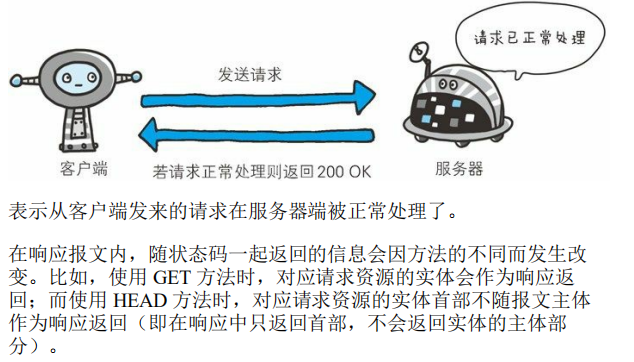 请求已正常处理
发送请求
客户端
若请求正常处理则返回200 OK
服务器
表示从客户端发来的请求在服务器端被正常处理了。
在响应报文内，随状态码一起返回的信息会因方法的不同而发生改
变。比如，使用 GET 方法时，对应请求资源的实体会作为响应返
回；而使用 HEAD 方法时，对应请求资源的实体首部不随报文主体
作为响应返回（即在响应中只返回首部，不会返回实体的主体部
分）。